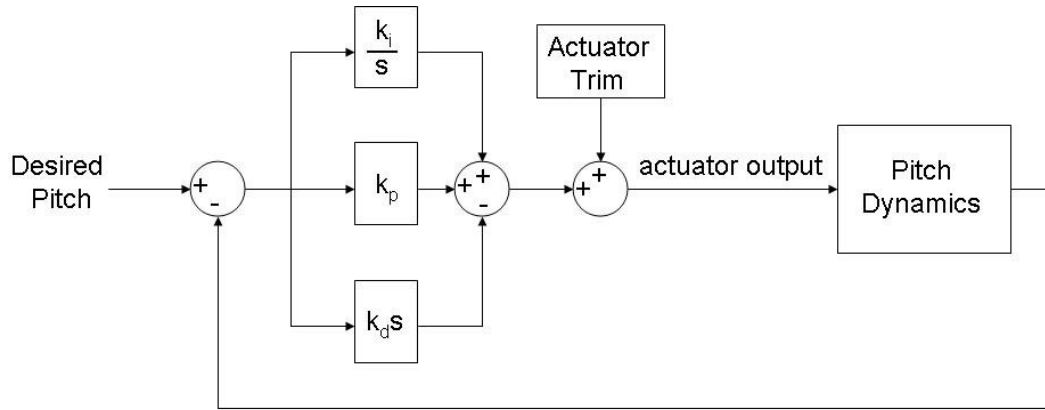 k_i
s
Actuator
Trim
Desired
Pitch
+
-
k_p
+
+
-
+
+
actuator output
Pitch
Dynamics
k_d s